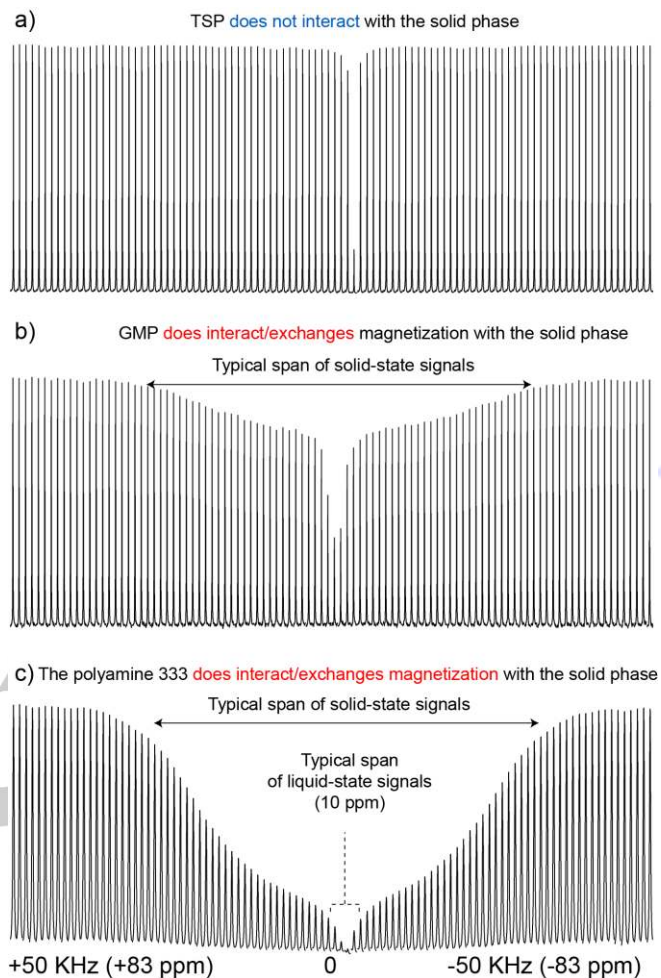 a) TSP does not interact with the solid phase
b) GMP does interact/exchanges magnetization with the solid phase
Typical span of solid-state signals
c) The polyamine 333 does interact/exchanges magnetization with the solid phase
Typical span of solid-state signals
Typical span
of liquid-state signals
(10 ppm)
+50 KHz (+83 ppm) 0 -50 KHz (-83 ppm)